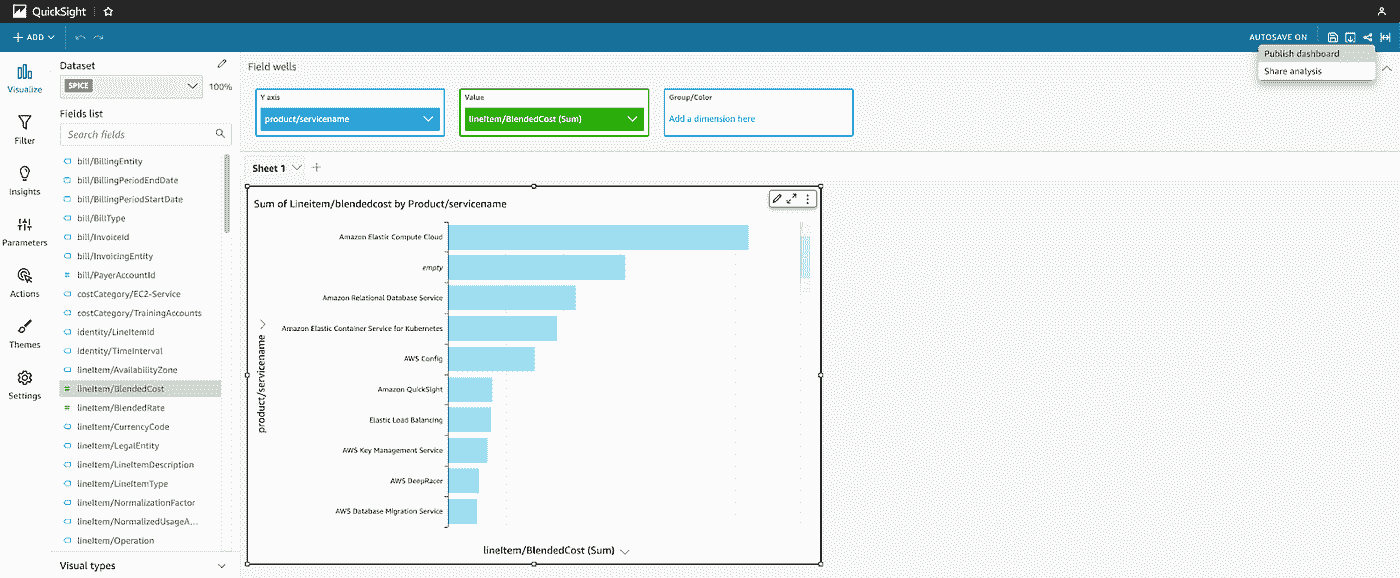 QuickSight
ADD
AUTOSAVE ON
Publish dashboard
Share analysis
Visualize
Filter
Insights
Parameters
Actions
Themes
Settings
Dataset
SPICE
100%
Fields list
Search fields
bill/BillingEntity
bill/BillingPeriodEndDate
bill/BillingPeriodStartDate
bill/BillType
bill/InvoiceId
bill/InvoicingEntity
bill/PayerAccountId
costCategory/EC2-Service
costCategory/TrainingAccounts
identity/LineItemId
identity/TimeInterval
lineItem/AvailabilityZone
lineItem/BlendedCost
lineItem/BlendedRate
lineItem/CurrencyCode
lineItem/LegalEntity
lineItem/LineItemDescription
lineItem/LineItemType
lineItem/NormalizationFactor
lineItem/NormalizedUsageA...
lineItem/Operation
Visual types
Field wells
Y axis
product/servicename
Value
lineItem/BlendedCost (Sum)
Group/Color
Add a dimension here
Sheet 1
Sum of Lineitem/blendedcost by Product/servicename
product/servicename
Amazon Elastic Compute Cloud
empty
Amazon Relational Database Service
Amazon Elastic Container Service for Kubernetes
AWS Config
Amazon QuickSight
Elastic Load Balancing
AWS Key Management Service
AWS DeepRacer
AWS Database Migration Service
lineItem/BlendedCost (Sum)